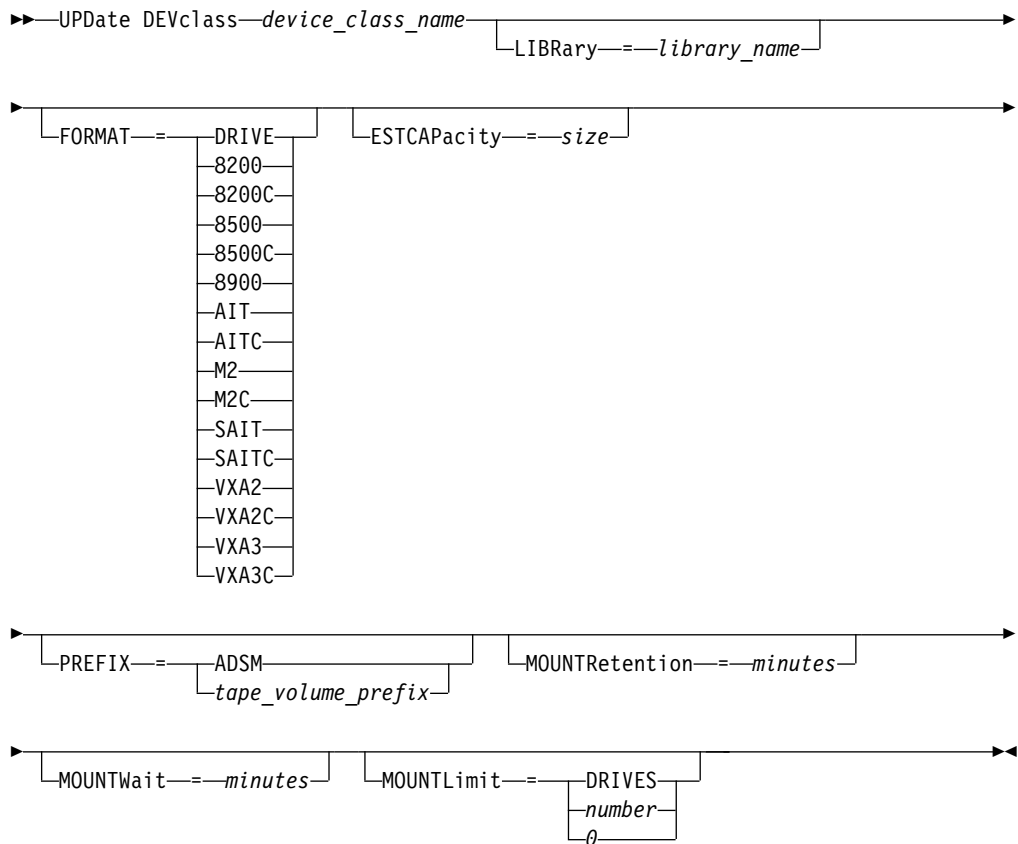 UPDate DEVclass device_class_name
LIBRary = library_name
FORMAT = DRIVE ESTCAPacity = size
8200
8200C
8500
8500C
8900
AIT
AITC
M2
M2C
SAIT
SAITC
VXA2
VXA2C
VXA3
VXA3C
PREFIX = ADSM MOUNTRetention = minutes
tape_volume_prefix
MOUNTWait = minutes MOUNTLimit = DRIVES
number
0